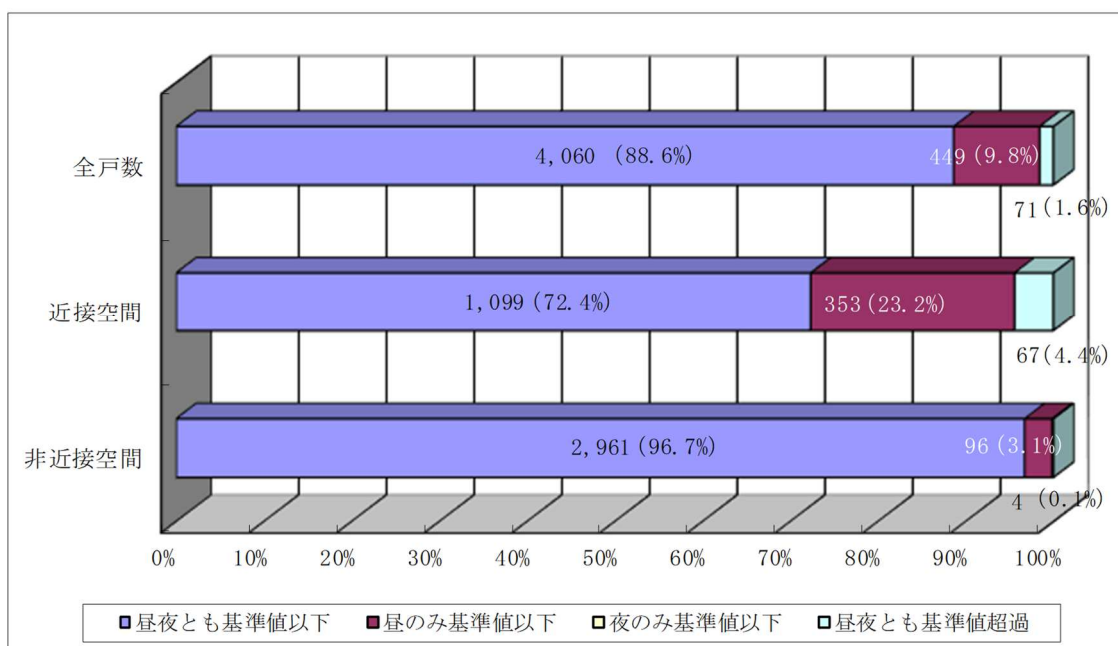 全戸数
4,060 (88.6%)
449 (9.8%)
71 (1.6%)
近接空間
1,099 (72.4%)
353 (23.2%)
67 (4.4%)
非近接空間
2,961 (96.7%)
96 (3.1%)
4 (0.1%)
0% 10% 20% 30% 40% 50% 60% 70% 80% 90% 100%
昼夜とも基準値以下 昼のみ基準値以下 夜のみ基準値以下 昼夜とも基準値超過